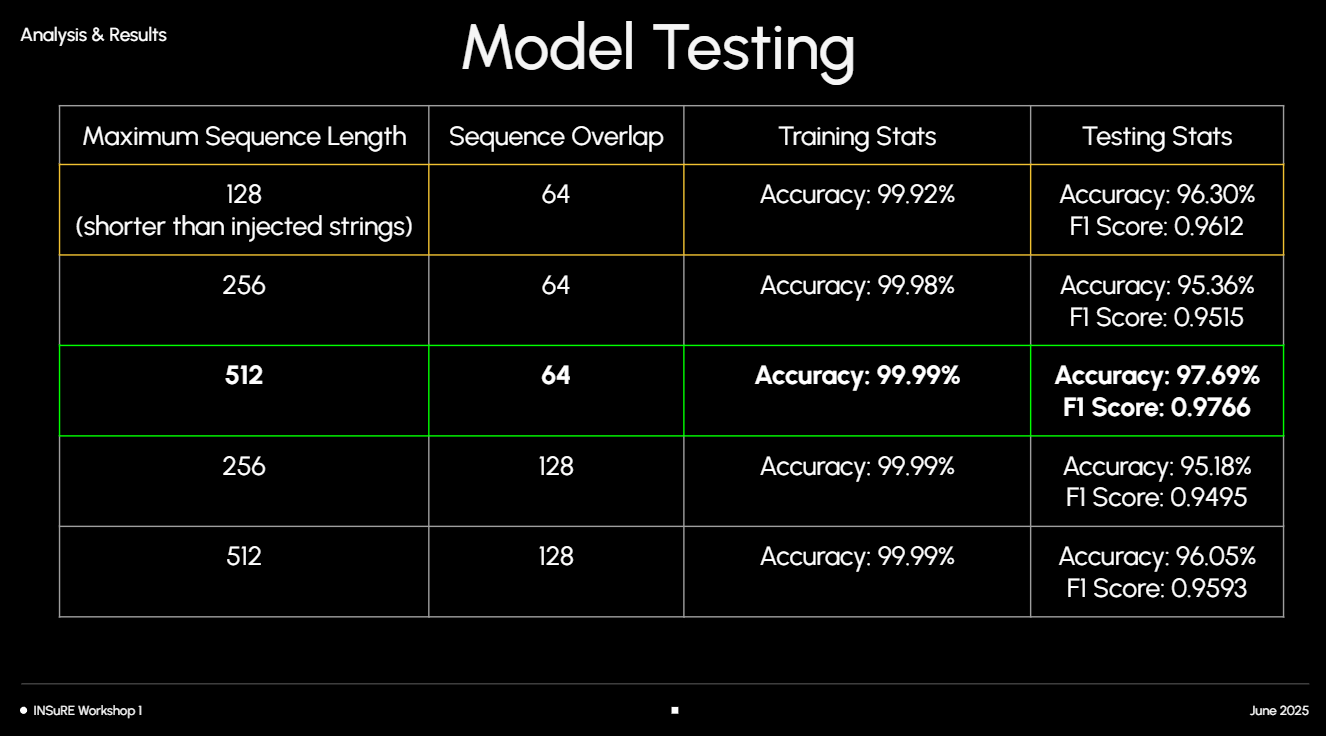 Analysis & Results
Model Testing
Maximum Sequence Length
Sequence Overlap
Training Stats
Testing Stats
128
(shorter than injected strings)
64
Accuracy: 99.92%
Accuracy: 96.30%
F1 Score: 0.9612
256
64
Accuracy: 99.98%
Accuracy: 95.36%
F1 Score: 0.9515
512
64
Accuracy: 99.99%
Accuracy: 97.69%
F1 Score: 0.9766
256
128
Accuracy: 99.99%
Accuracy: 95.18%
F1 Score: 0.9495
512
128
Accuracy: 99.99%
Accuracy: 96.05%
F1 Score: 0.9593
INSuRE Workshop 1
June 2025